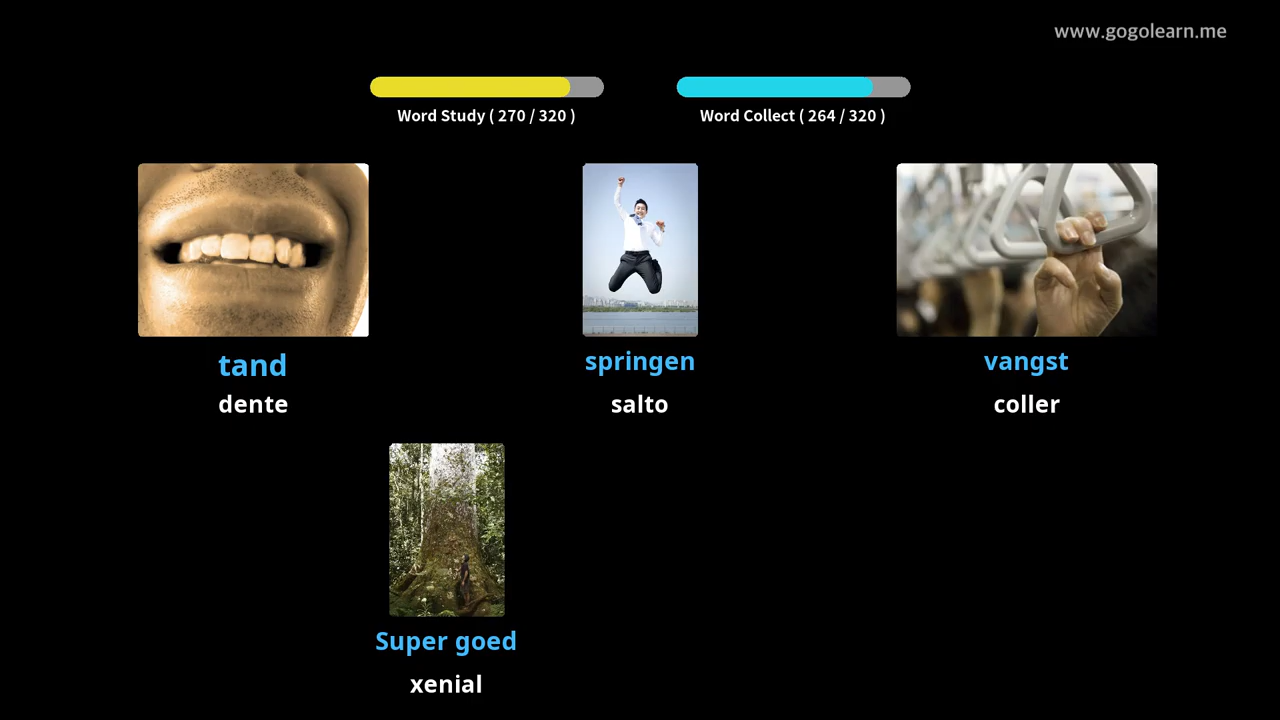 www.gogolearn.me
Word Study ( 270 / 320 )
Word Collect ( 264 / 320 )
tand
springen
vangst
dente
salto
coller
Super goed
xenial